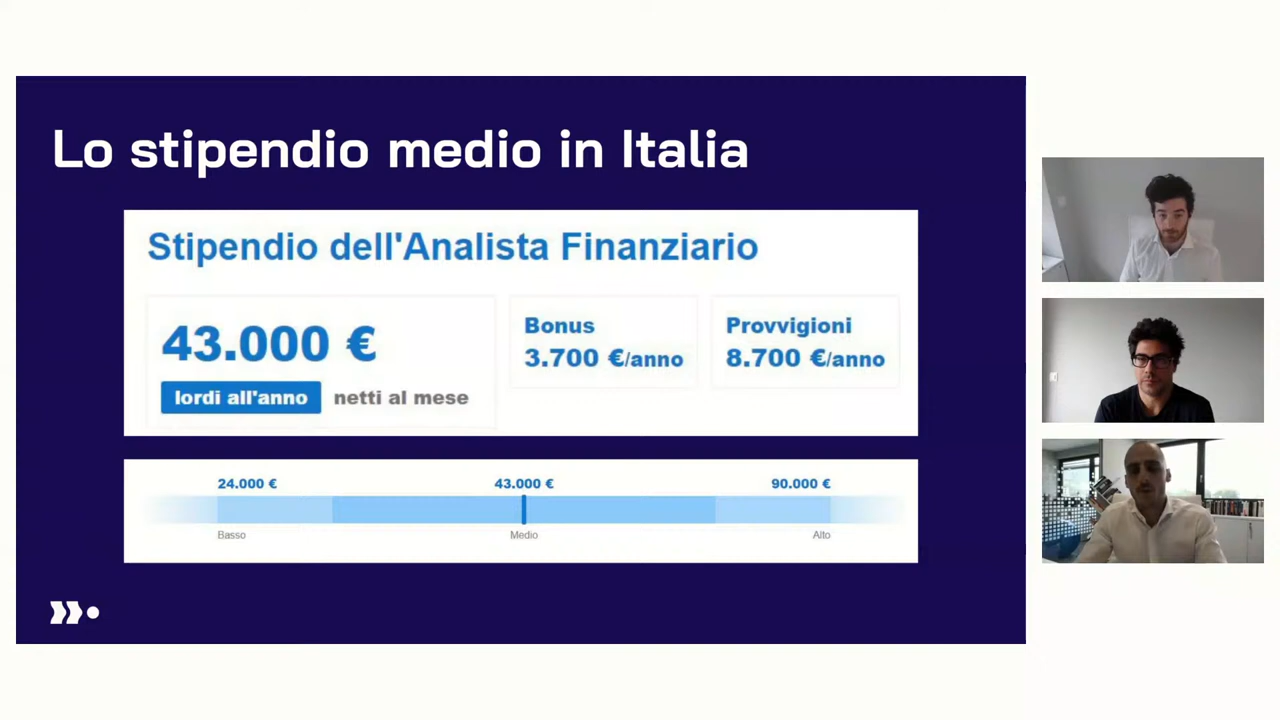 Lo stipendio medio in Italia
Stipendio dell'Analista Finanziario
43.000 €
lordi all'anno netti al mese
Bonus
3.700 €/anno
Provvigioni
8.700 €/anno
24.000 € 43.000 € 90.000 €
Basso Medio Alto